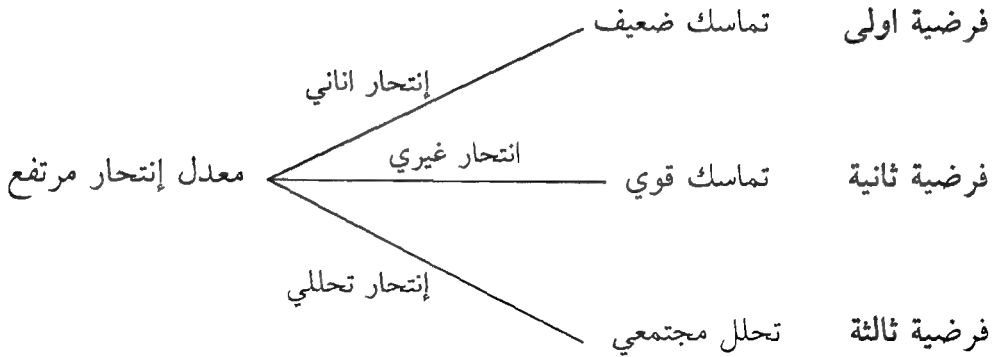 فرضية اولى تماسك ضعيف
إنتحار اناني
انتحار غيري
فرضية ثانية تماسك قوي معدل إنتحار مرتفع
إنتحار تحللي
فرضية ثالثة تحلل مجتمعي